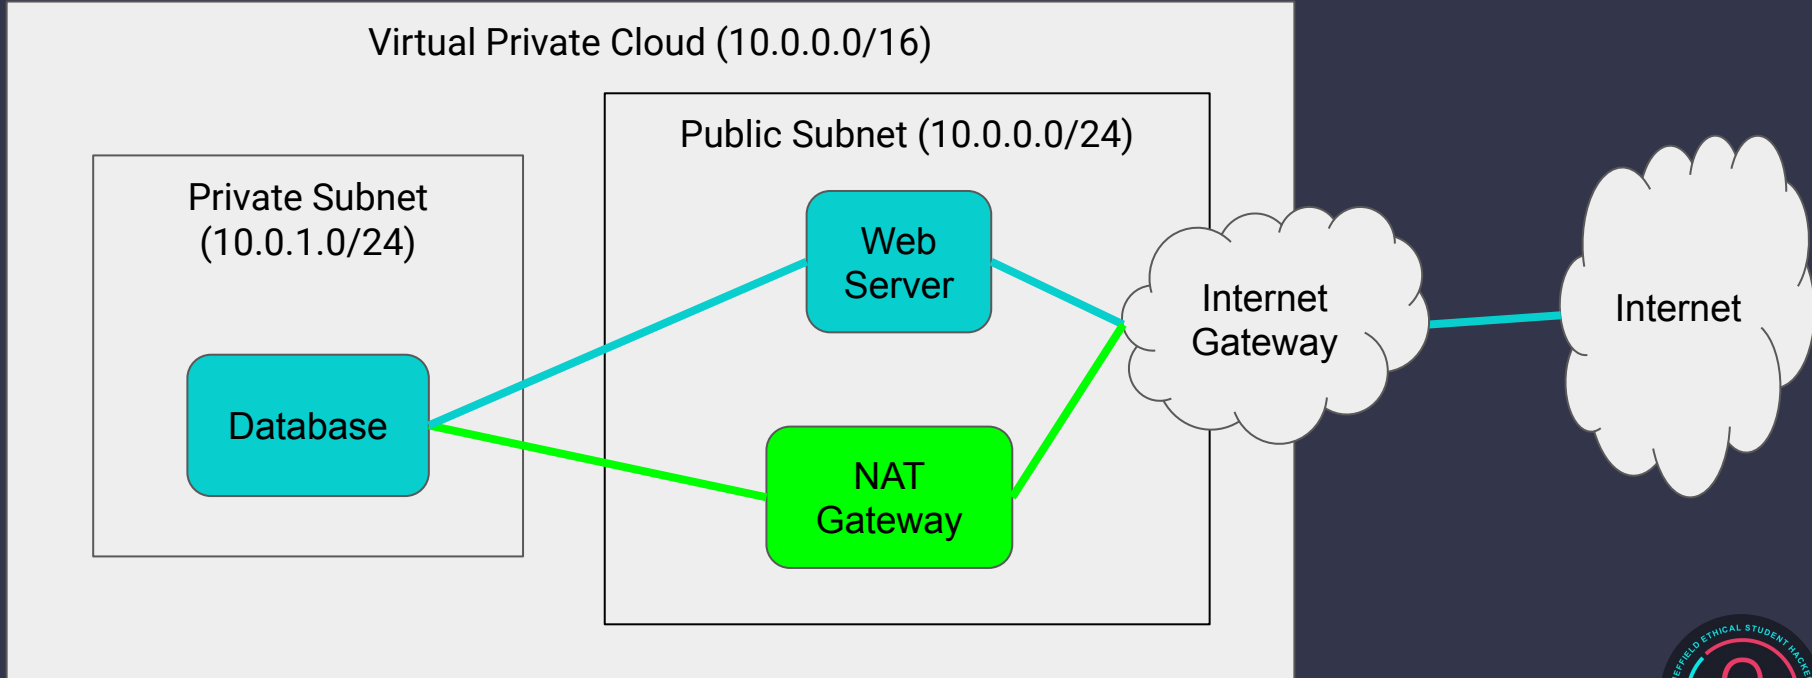 Virtual Private Cloud (10.0.0.0/16)
Public Subnet (10.0.0.0/24)
Private Subnet
(10.0.1.0/24)
Web
Server
Internet
Gateway
Internet
Database
NAT
Gateway
ETHICAL STUDENT